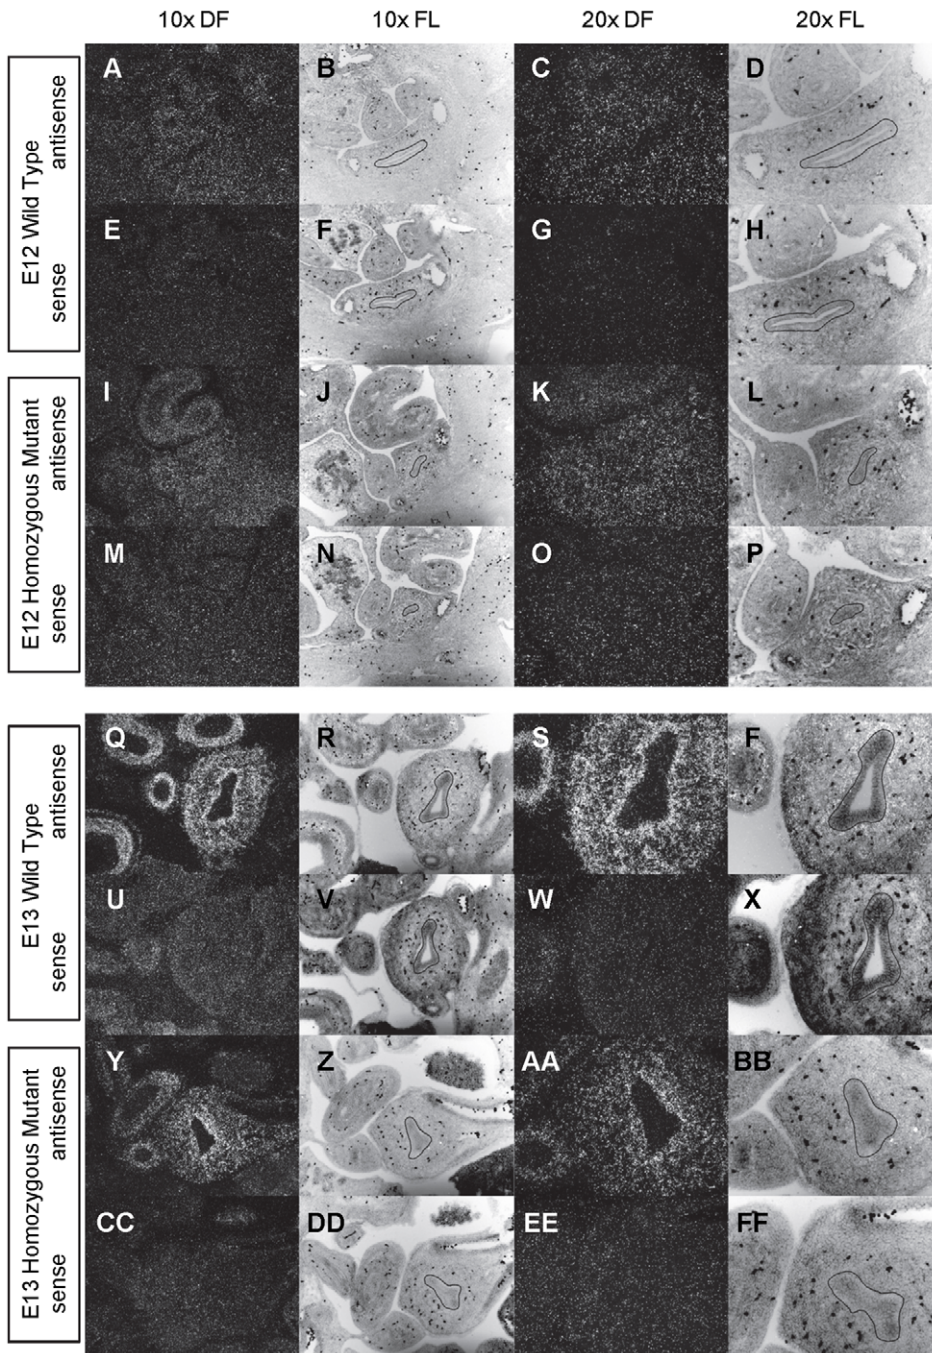 10x DF 10x FL 20x DF 20x FL
E12 Wild Type
antisense
A B C D
sense
E F G H
E12 Homozygous Mutant
antisense
I J K L
sense
M N O P
E13 Wild Type
antisense
Q R S F
sense
U V W X
E13 Homozygous Mutant
antisense
Y Z AA BB
sense
CC DD EE FF